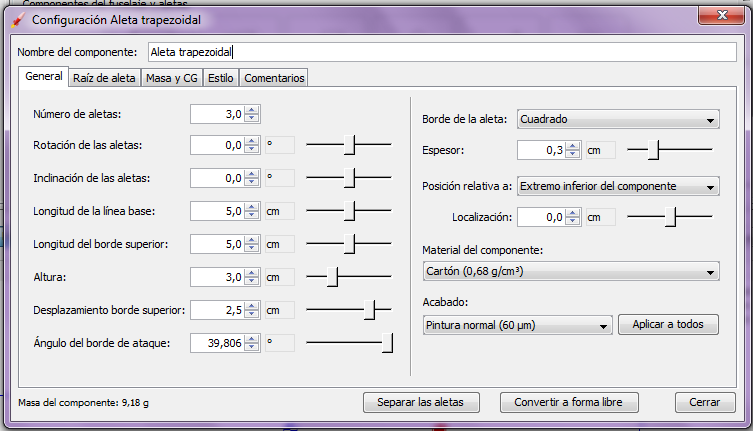 Componentes del fuselaje y aletas
Configuración Aleta trapezoidal
Nombre del componente: Aleta trapezoidal
General Raíz de aleta Masa y CG Estilo Comentarios
Número de aletas: 3,0
Rotación de las aletas: 0,0 °
Inclinación de las aletas: 0,0 °
Longitud de la línea base: 5,0 cm
Longitud del borde superior: 5,0 cm
Altura: 3,0 cm
Desplazamiento borde superior: 2,5 cm
Ángulo del borde de ataque: 39,806 °
Borde de la aleta: Cuadrado
Espesor: 0,3 cm
Posición relativa a: Extremo inferior del componente
Localización: 0,0 cm
Material del componente:
Cartón (0,68 g/cm³)
Acabado:
Pintura normal (60 µm) Aplicar a todos
Masa del componente: 9,18 g Separar las aletas Convertir a forma libre Cerrar